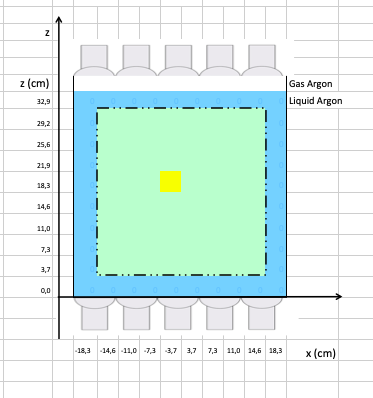 z
z (cm)
Gas Argon
32,9
Liquid Argon
29,2
25,6
21,9
18,3
14,6
11,0
7,3
3,7
0,0
-18,3 -14,6 -11,0 -7,3 -3,7 3,7 7,3 11,0 14,6 18,3
x (cm)